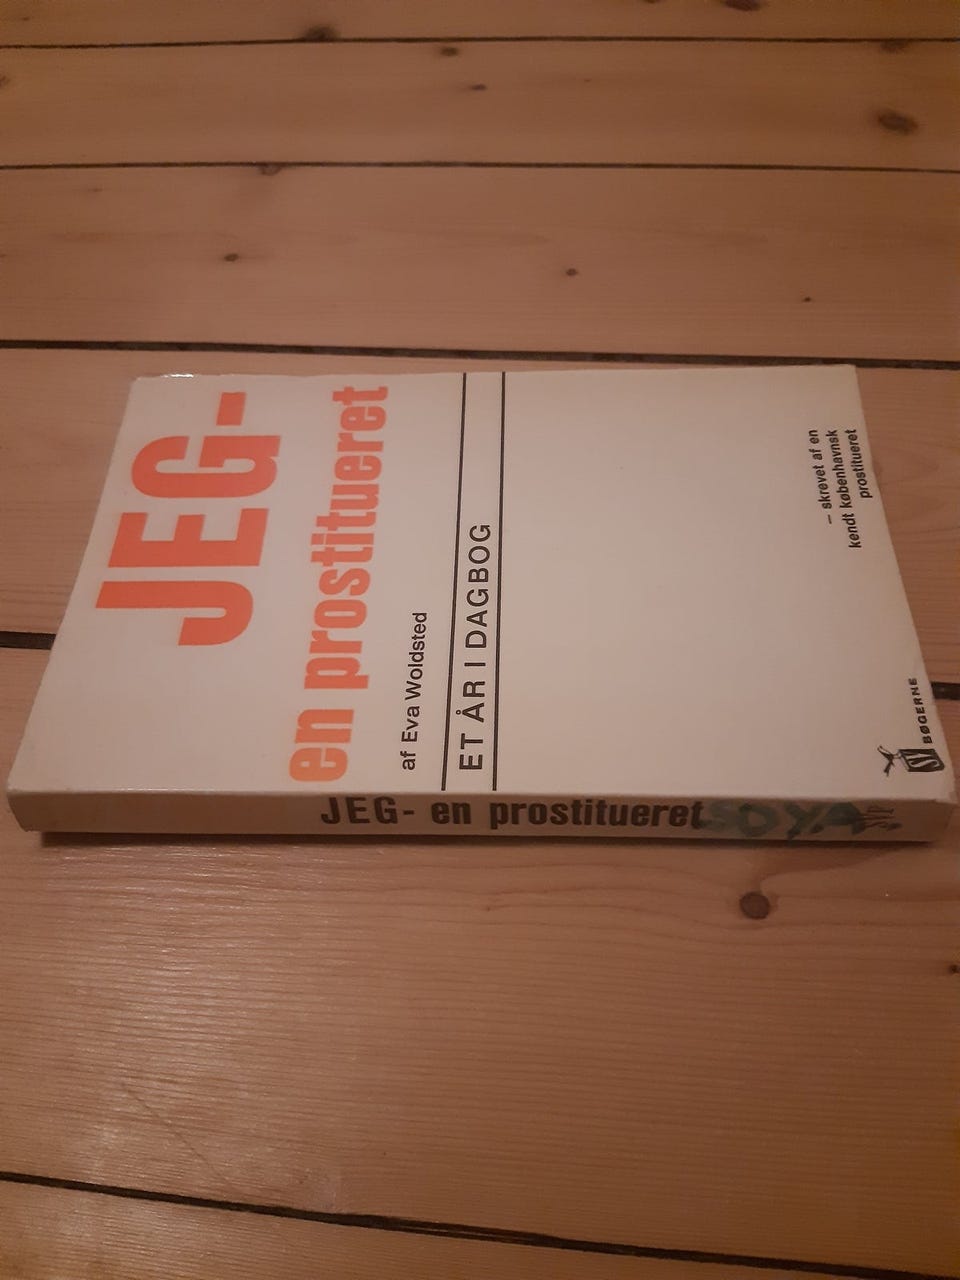 JEG-
en prostitueret
af Eva Woldsted
ET ÅR I DAGBOG
– skrevet af en
kendt københavnsk
prostitueret
SV
BØGERNE
JEG- en prostitueret
SOYA.